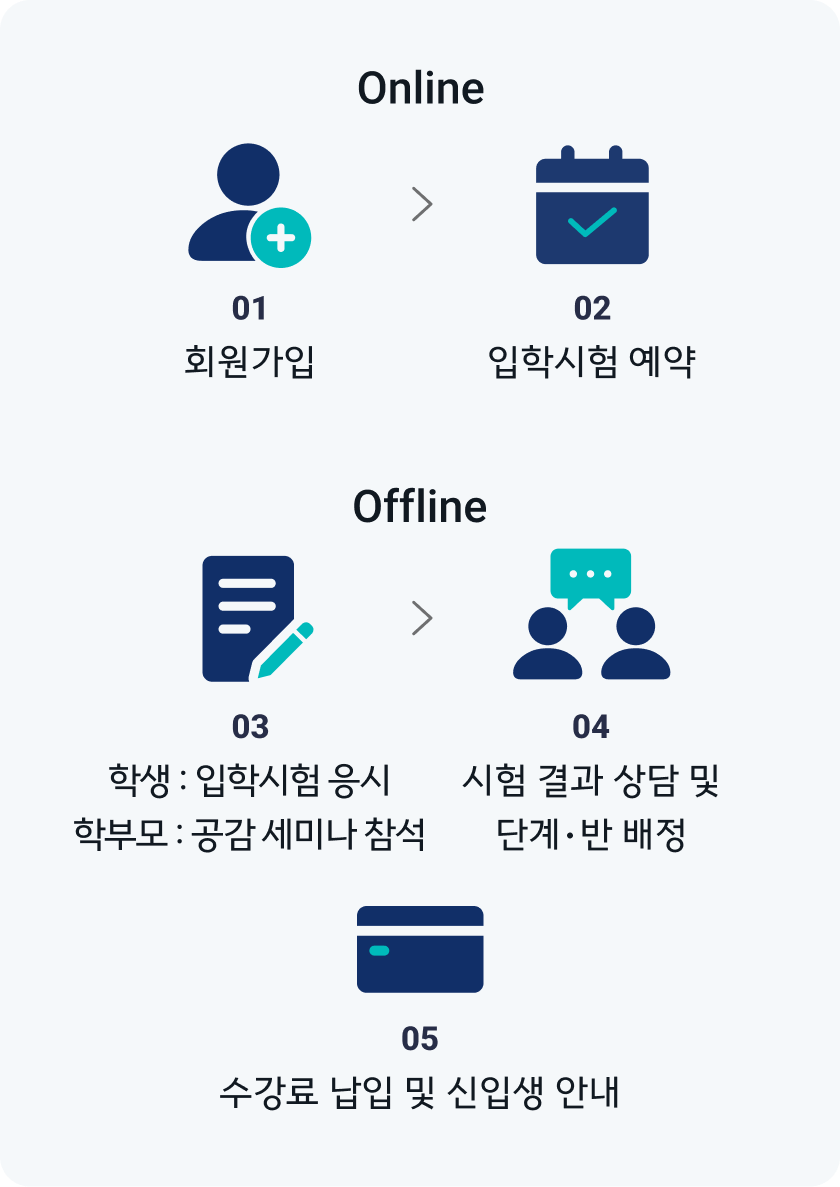 Online
01
회원가입
02
입학시험 예약
Offline
03
학생 : 입학시험 응시
학부모 : 공감 세미나 참석
04
시험 결과 상담 및
단계·반 배정
05
수강료 납입 및 신입생 안내